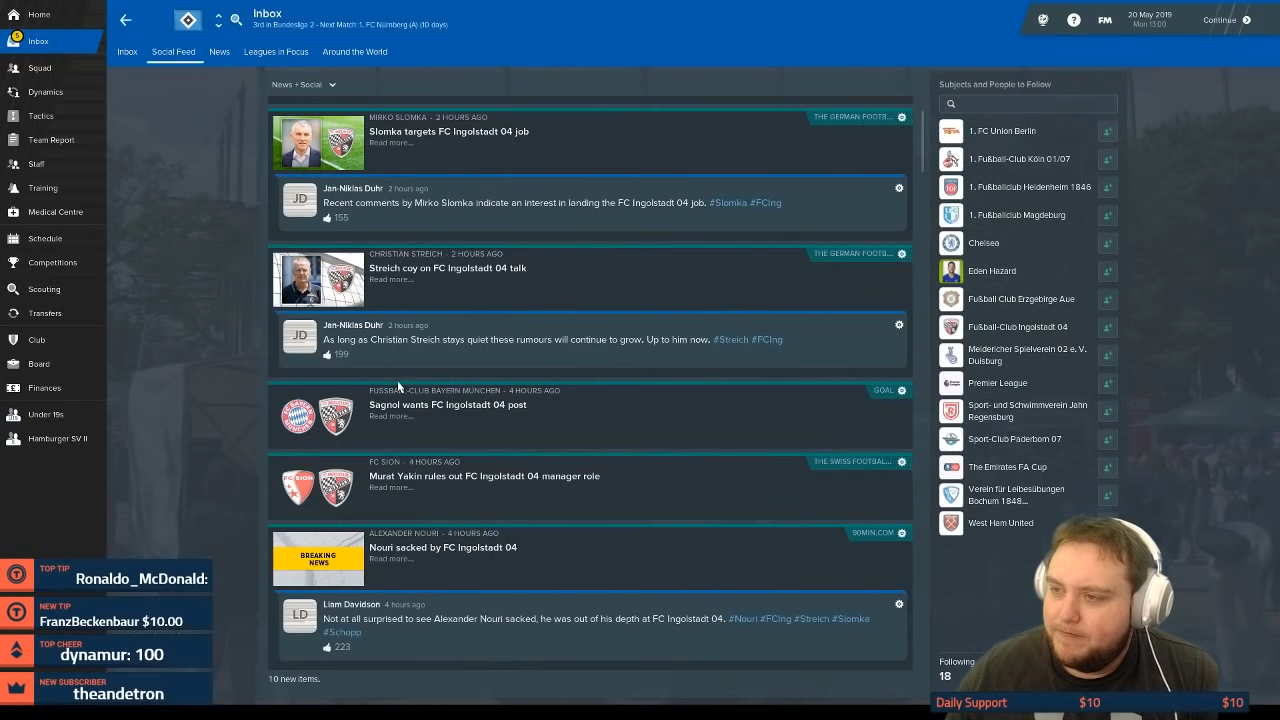 Home
5
Inbox
Squad
Dynamics
Tactics
Team Report
Staff
Training
Medical Centre
Schedule
Competitions
Scouting
Transfers
Club
Board
Finances
Under 19s
Hamburger SV II
Inbox
3rd in Bundesliga 2 - Next Match: 1. FC Nürnberg (A) (10 days)
?
FM
20 May 2019
Mon 13:00
Continue
Inbox
Social Feed
News
Leagues in Focus
Around the World
News + Social
MIRKO SLOMKA - 2 HOURS AGO
THE GERMAN FOOTB...
Slomka targets FC Ingolstadt 04 job
Read more...
JD
Jan-Niklas Duhr 2 hours ago
Recent comments by Mirko Slomka indicate an interest in landing the FC Ingolstadt 04 job. #Slomka #FCIng
155
CHRISTIAN STREICH - 2 HOURS AGO
THE GERMAN FOOTB...
Streich coy on FC Ingolstadt 04 talk
Read more...
JD
Jan-Niklas Duhr 2 hours ago
As long as Christian Streich stays quiet these rumours will continue to grow. Up to him now. #Streich #FCIng
199
FUSSBALL-CLUB BAYERN MÜNCHEN - 4 HOURS AGO
GOAL
Sagnol wants FC Ingolstadt 04 post
Read more...
FC SION - 4 HOURS AGO
THE SWISS FOOTBAL...
Murat Yakin rules out FC Ingolstadt 04 manager role
Read more...
ALEXANDER NOURI - 4 HOURS AGO
90MIN.COM
BREAKING
NEWS
Nouri sacked by FC Ingolstadt 04
Read more...
LD
Liam Davidson 4 hours ago
Not at all surprised to see Alexander Nouri sacked, he was out of his depth at FC Ingolstadt 04. #Nouri #FCIng #Streich #Slomka
#Schopp
223
10 new items.
Subjects and People to Follow
1. FC Union Berlin
1. Fußball-Club Köln 01/07
1. Fußballclub Heidenheim 1846
1. Fußballclub Magdeburg
Chelsea
Eden Hazard
Fußball Club Erzgebirge Aue
Fußball-Club Ingolstadt 04
Meidericher Spielverein 02 e. V.
Duisburg
Premier League
Sport- und Schwimmverein Jahn
Regensburg
Sport-Club Paderborn 07
The Emirates FA Cup
Verein für Leibesübungen
Bochum 1848...
West Ham United
Following
18
TOP TIP
Ronaldo_McDonald:
NEW TIP
FranzBeckenbaur $10.00
TOP CHEER
dynamur: 100
NEW SUBSCRIBER
theandetron
Daily Support $10 $10